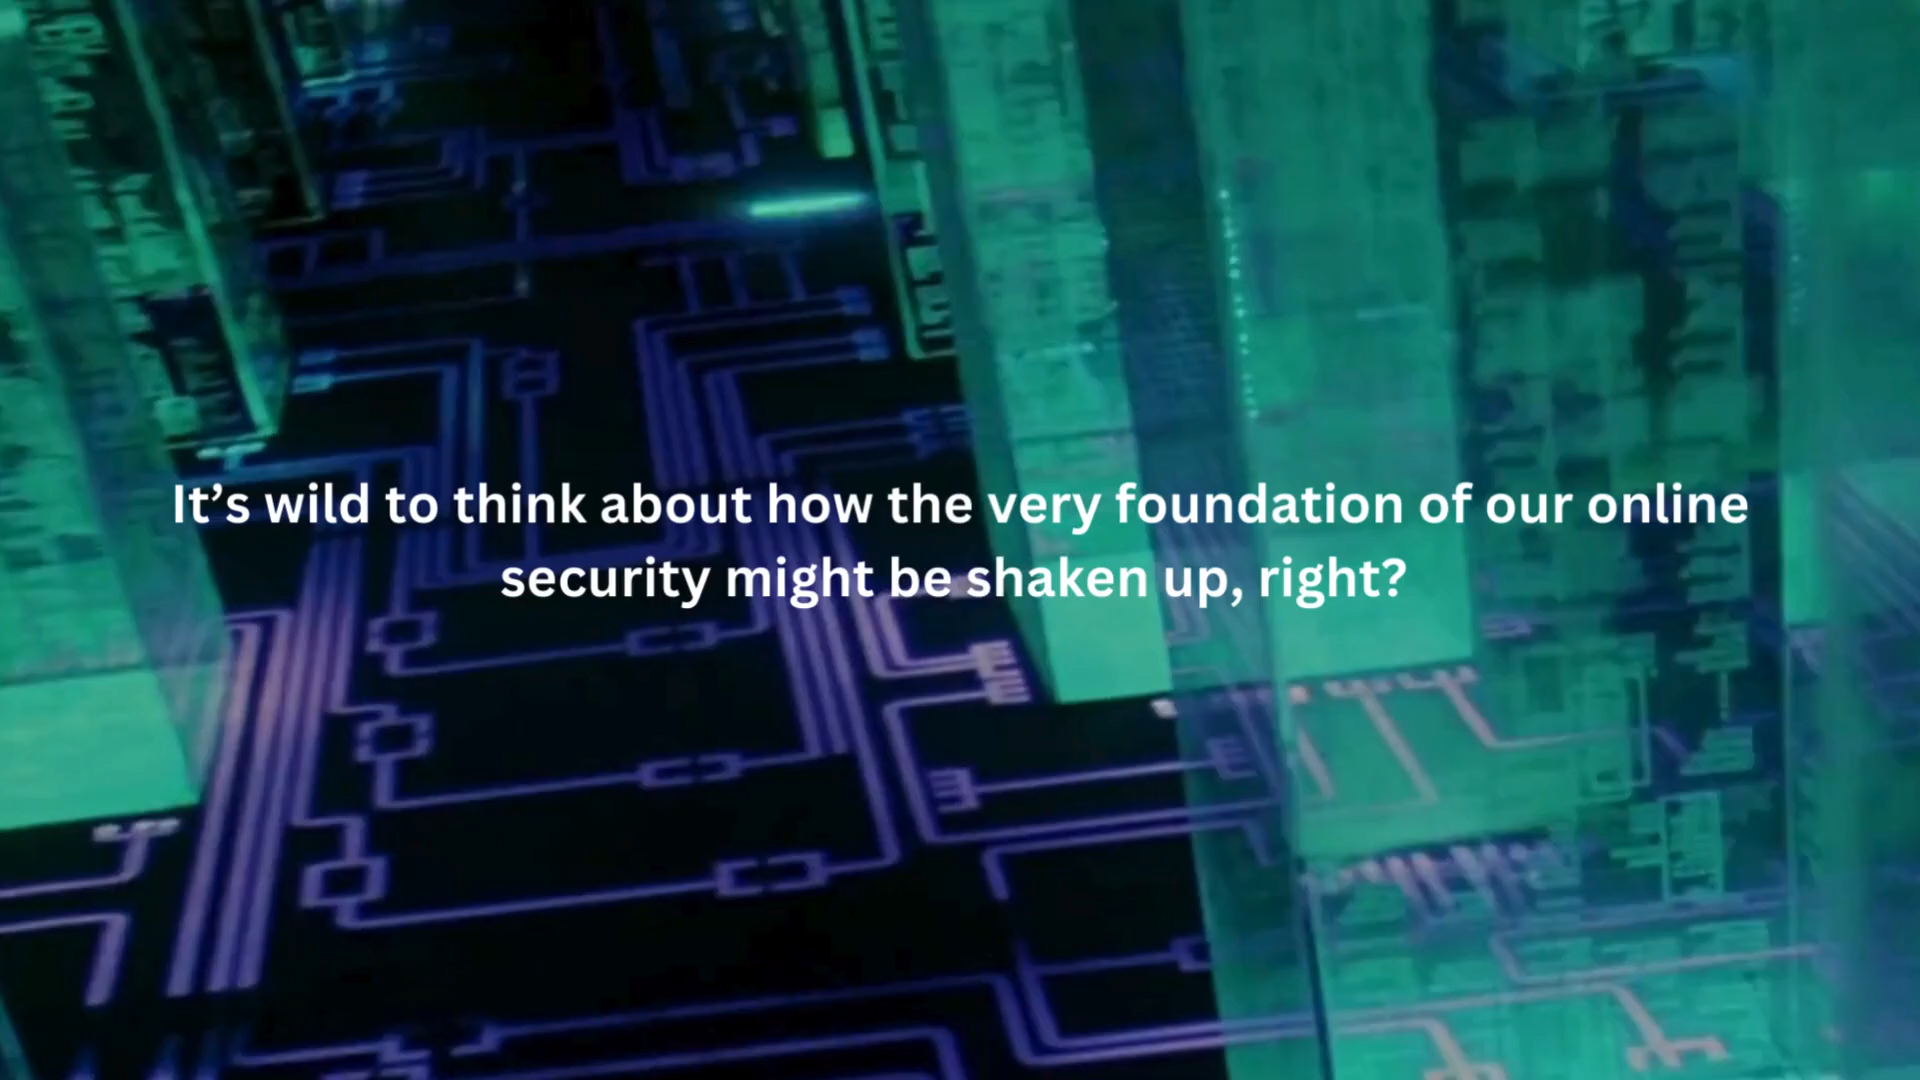 It’s wild to think about how the very foundation of our online
security might be shaken up, right?